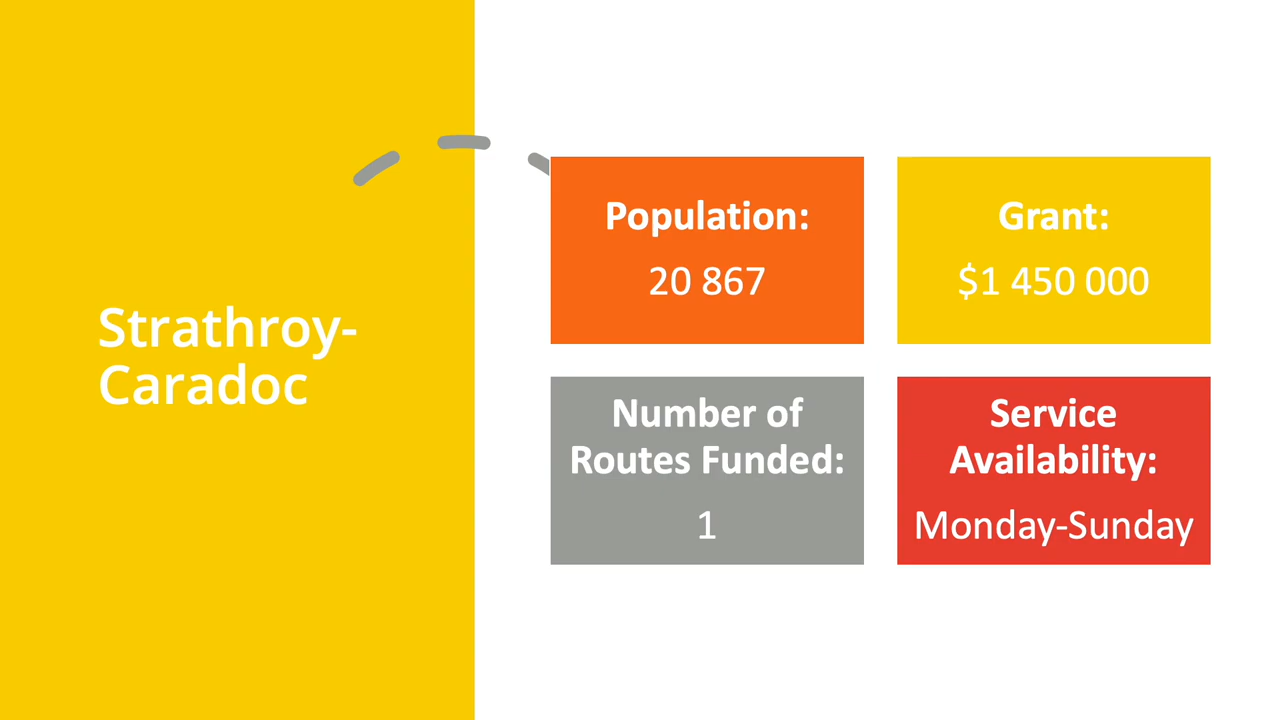 Strathroy-
Caradoc
Population:
20 867
Grant:
$1 450 000
Number of
Routes Funded:
1
Service
Availability:
Monday-Sunday